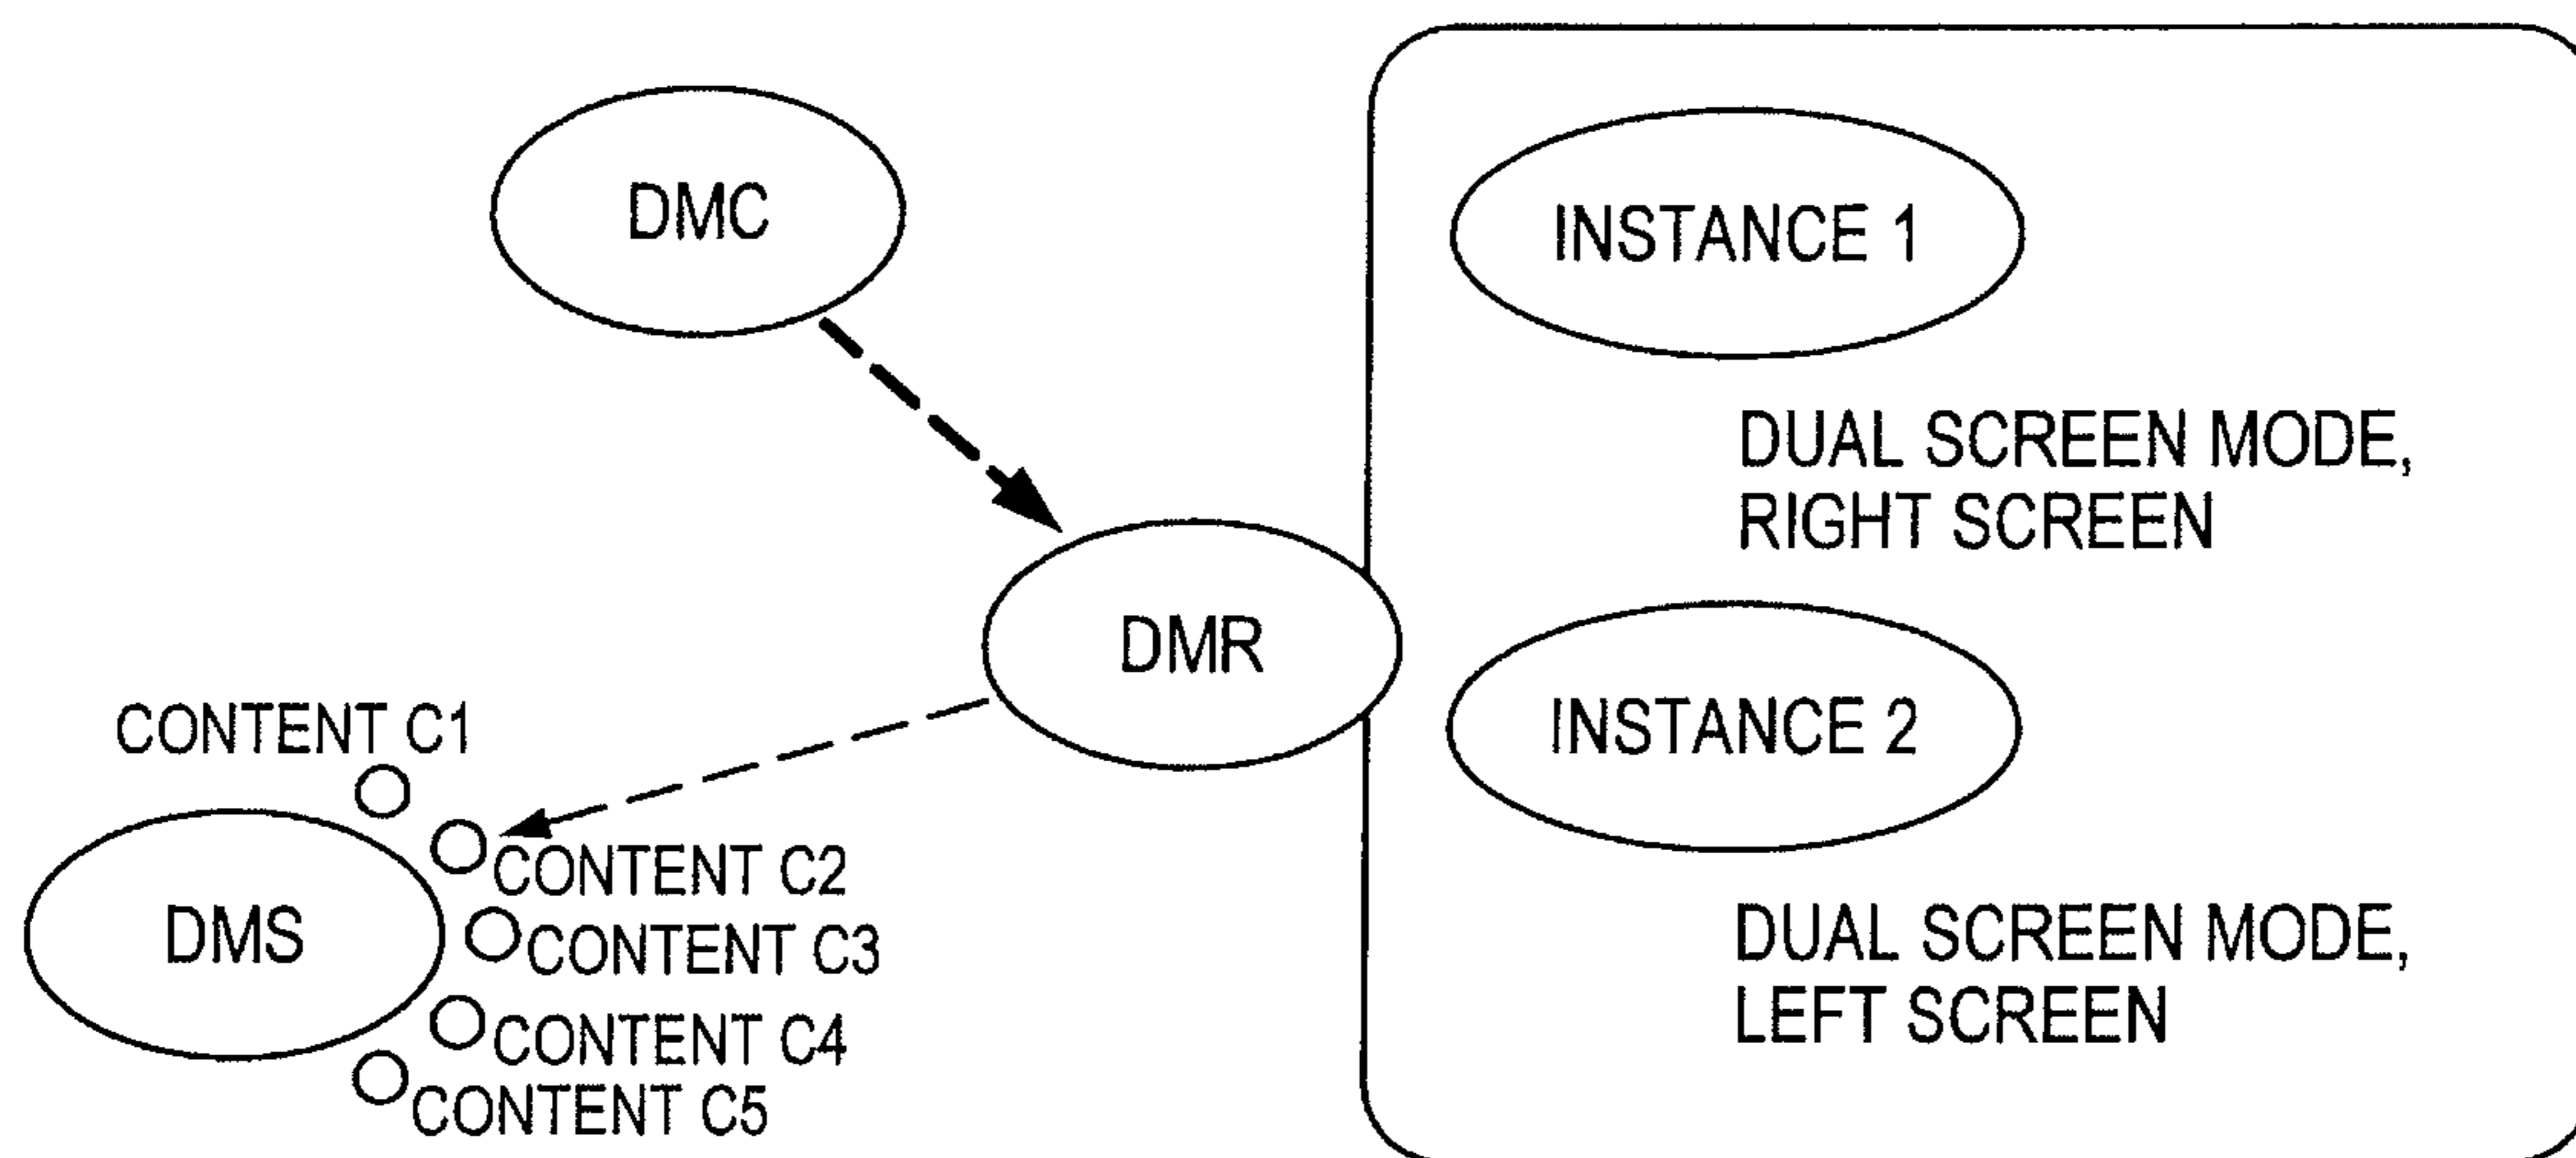 DMC
INSTANCE 1
DUAL SCREEN MODE,
RIGHT SCREEN
DMR
INSTANCE 2
DUAL SCREEN MODE,
LEFT SCREEN
CONTENT C1
CONTENT C2
DMS
CONTENT C3
CONTENT C4
CONTENT C5